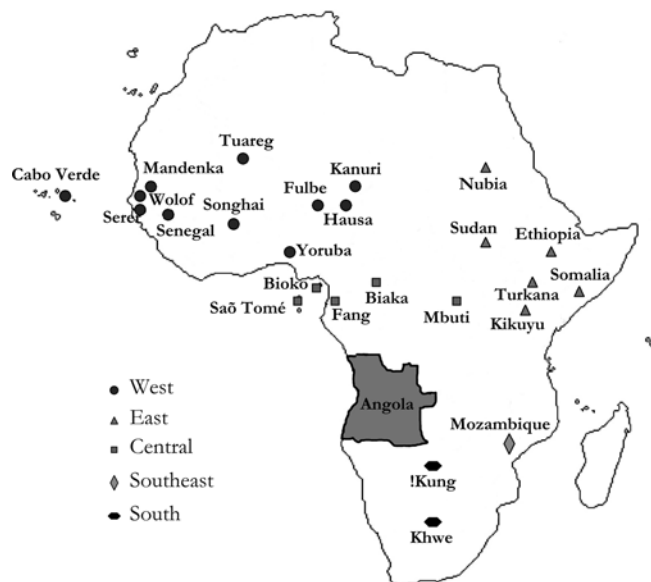 Tuareg
Cabo Verde
Mandenka
Kanuri
Nubia
Fulbe
Wolof
Songhai
Hausa
Serer
Senegal
Sudan
Ethiopia
Yoruba
Bioko
Biaka
Somalia
Saõ Tomé
Fang
Mbuti
Turkana
Kikuyu
West
Angola
East
Mozambique
Central
Southeast
!Kung
South
Khwe